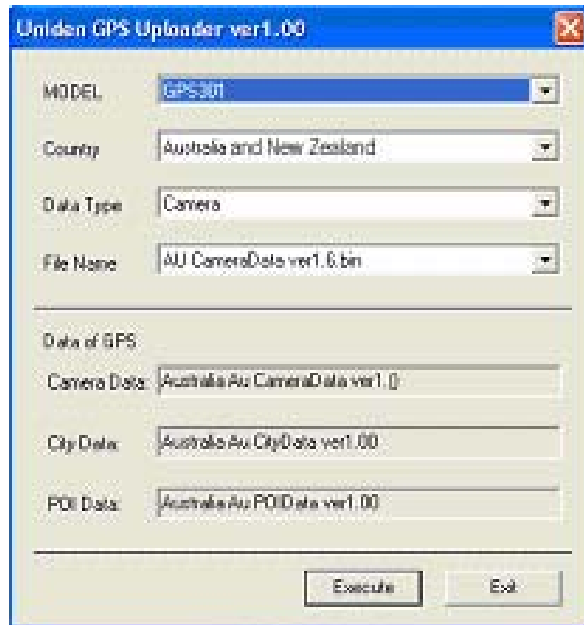 Uniden GPS Uploader ver1.00
MODEL GPS301
Country Australia and New Zealand
Data Type Camera
File Name AU CameraData ver1.6.bin
Data of GPS
Camera Data: Australia Au CameraData ver1.()
City Data: Australia Au CityData ver1.00
POI Data: Australia Au POIData ver1.00
Execute Exit